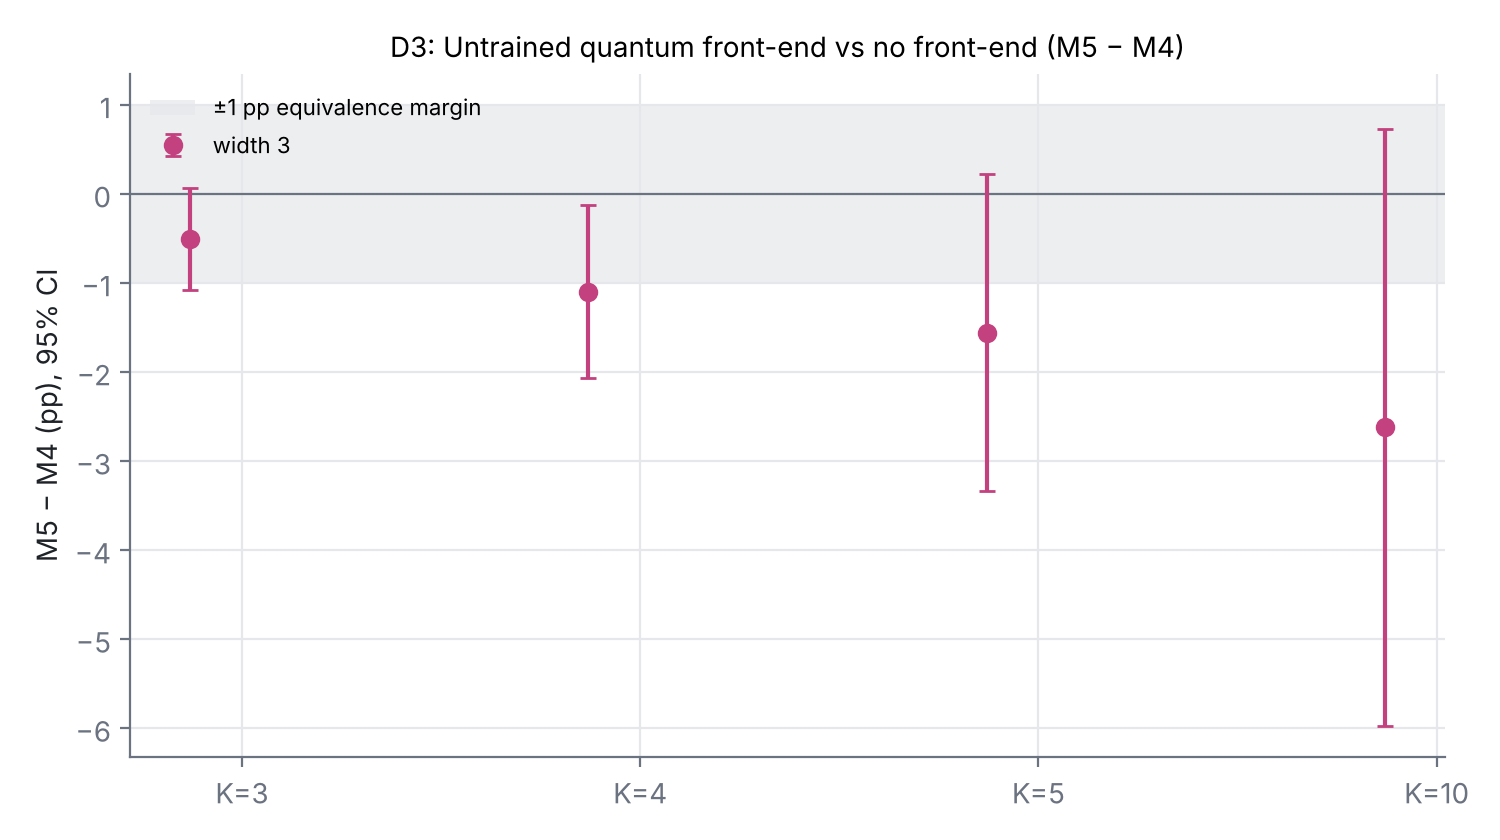 D3: Untrained quantum front-end vs no front-end (M5 − M4)
±1 pp equivalence margin
width 3
M5 − M4 (pp), 95% CI
1
0
−1
−2
−3
−4
−5
−6
K=3
K=4
K=5
K=10